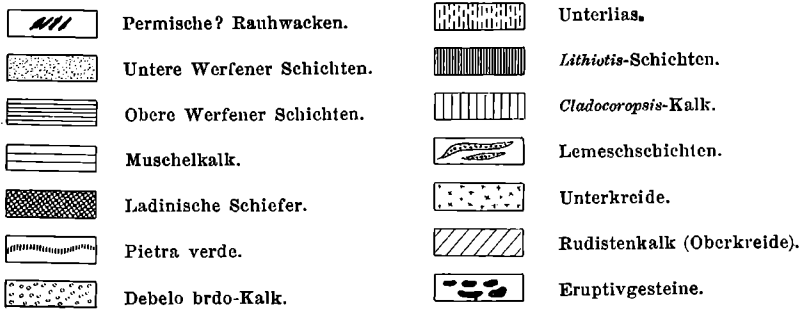 Permische? Rauhwacken.
Untere Werfener Schichten.
Obere Werfener Schichten.
Muschelkalk.
Ladinische Schiefer.
Pietra verde.
Debelo brdo-Kalk.
Unterlias.
Lithiotis-Schichten.
Cladocoropsis-Kalk.
Lemeschschichten.
Unterkreide.
Rudistenkalk (Oberkreide).
Eruptivgesteine.